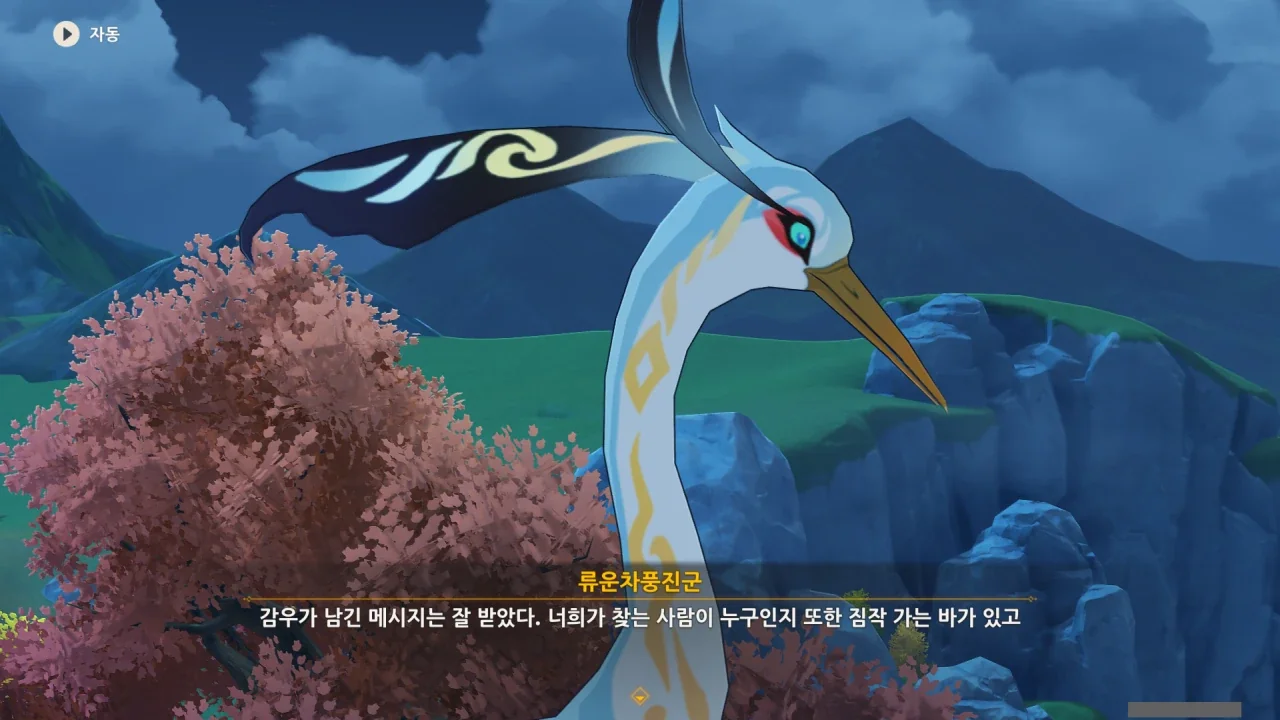 자동
류운차풍진군
감우가 남긴 메시지는 잘 받았다. 너희가 찾는 사람이 누구인지 또한 짐작 가는 바가 있고